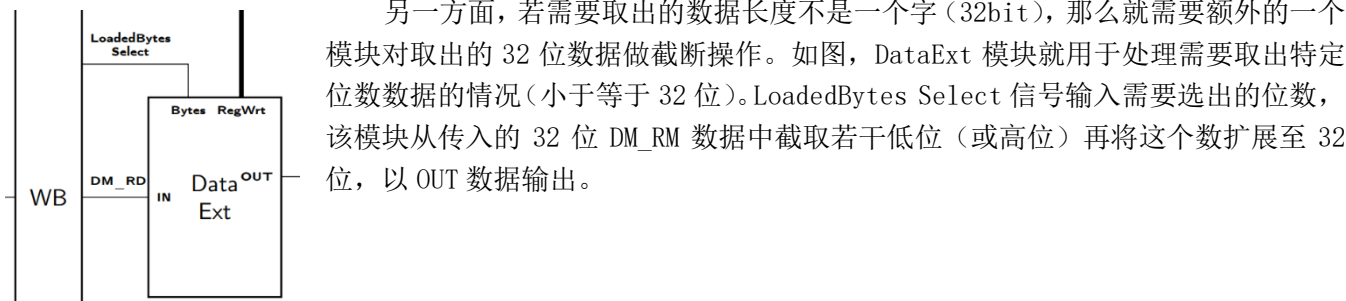 LoadedBytes
Select
Bytes RegWrt
DM_RD
IN
Data
Ext
OUT
WB
另一方面，若需要取出的数据长度不是一个字（32bit），那么就需要额外的一个
模块对取出的 32 位数据做截断操作。如图，DataExt 模块就用于处理需要取出特定
位数数据的情况（小于等于 32 位）。LoadedBytes Select 信号输入需要选出的位数，
该模块从传入的 32 位 DM_RM 数据中截取若干低位（或高位）再将这个数扩展至 32
位，以 OUT 数据输出。